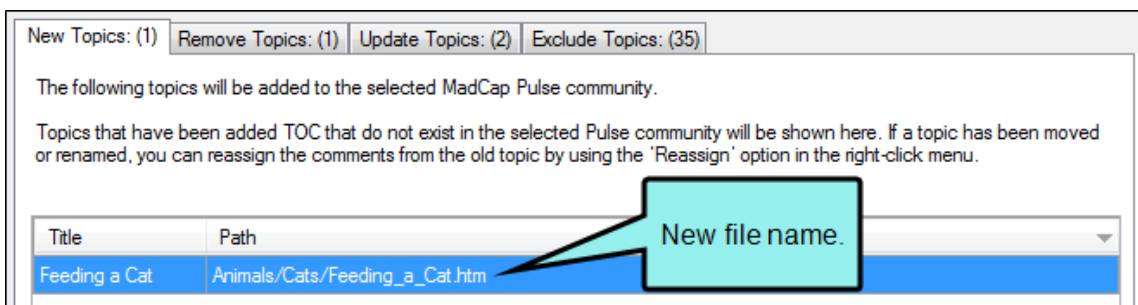 New Topics: (1) Remove Topics: (1) Update Topics: (2) Exclude Topics: (35)
The following topics will be added to the selected MadCap Pulse community.
Topics that have been added TOC that do not exist in the selected Pulse community will be shown here. If a topic has been moved
or renamed, you can reassign the comments from the old topic by using the 'Reassign' option in the right-click menu.
New file name.
Title Path
Feeding a Cat Animals/Cats/Feeding_a_Cat.htm